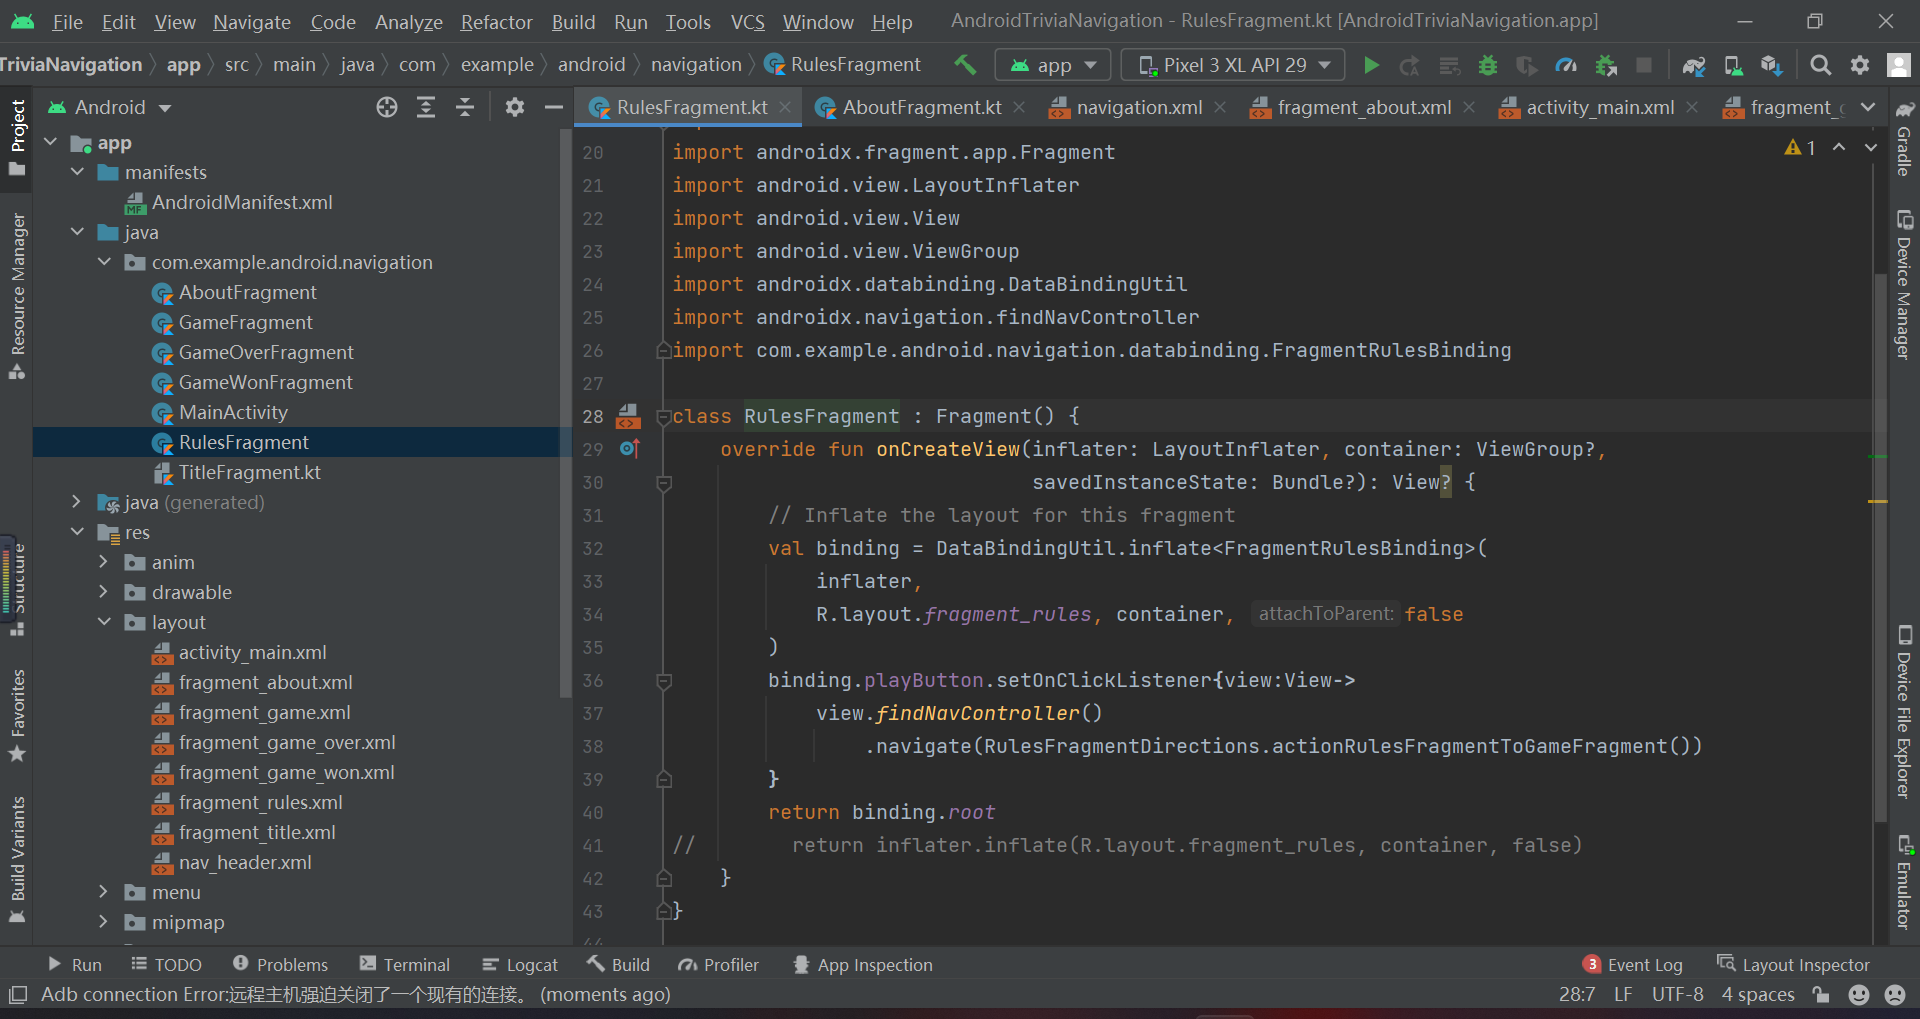 File Edit View Navigate Code Analyze Refactor Build Run Tools VCS Window Help AndroidTriviaNavigation - RulesFragment.kt [AndroidTriviaNavigation.app]
TriviaNavigation app src main java com example android navigation RulesFragment app Pixel 3 XL API 29
Android
RulesFragment.kt AboutFragment.kt navigation.xml fragment_about.xml activity_main.xml fragment_
Project
Resource Manager
Structure
Favorites
Build Variants
app
manifests
AndroidManifest.xml
java
com.example.android.navigation
AboutFragment
GameFragment
GameOverFragment
GameWonFragment
MainActivity
RulesFragment
TitleFragment.kt
java (generated)
res
anim
drawable
layout
activity_main.xml
fragment_about.xml
fragment_game.xml
fragment_game_over.xml
fragment_game_won.xml
fragment_rules.xml
fragment_title.xml
nav_header.xml
menu
mipmap
1
20 import androidx.fragment.app.Fragment
21 import android.view.LayoutInflater
22 import android.view.View
23 import android.view.ViewGroup
24 import androidx.databinding.DataBindingUtil
25 import androidx.navigation.findNavController
26 import com.example.android.navigation.databinding.FragmentRulesBinding
27
28 class RulesFragment : Fragment() {
29 override fun onCreateView(inflater: LayoutInflater, container: ViewGroup?,
30 savedInstanceState: Bundle?): View? {
31 // Inflate the layout for this fragment
32 val binding = DataBindingUtil.inflate<FragmentRulesBinding>(
33 inflater,
34 R.layout.fragment_rules, container, attachToParent: false
35 )
36 binding.playButton.setOnClickListener{view:View->
37 view.findNavController()
38 .navigate(RulesFragmentDirections.actionRulesFragmentToGameFragment())
39 }
40 return binding.root
41 // return inflater.inflate(R.layout.fragment_rules, container, false)
42 }
43 }
Gradle
Device Manager
Device File Explorer
Emulator
Run TODO Problems Terminal Logcat Build Profiler App Inspection 3 Event Log Layout Inspector
Adb connection Error:远程主机强迫关闭了一个现有的连接。 (moments ago) 28:7 LF UTF-8 4 spaces